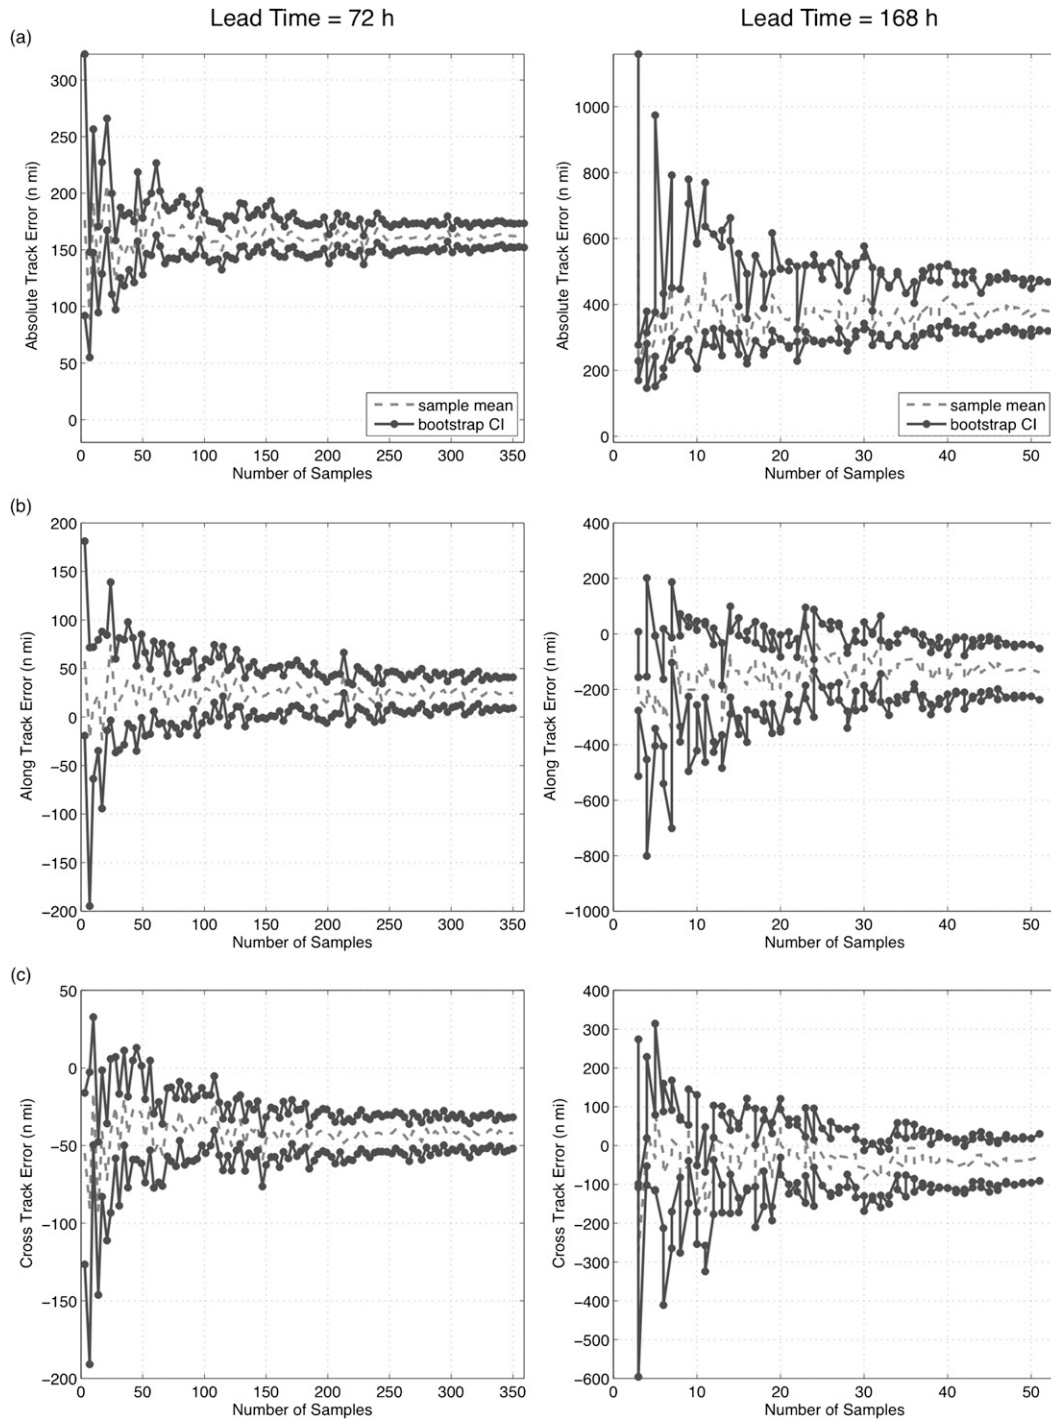 Lead Time = 72 h
Lead Time = 168 h
(a)
Absolute Track Error (n mi)
300
250
200
150
100
50
0
0 50 100 150 200 250 300 350
Number of Samples
sample mean
bootstrap CI
Absolute Track Error (n mi)
1000
800
600
400
200
0
0 10 20 30 40 50
Number of Samples
sample mean
bootstrap CI
(b)
Along Track Error (n mi)
200
150
100
50
0
−50
−100
−150
−200
0 50 100 150 200 250 300 350
Number of Samples
Along Track Error (n mi)
400
200
0
−200
−400
−600
−800
−1000
0 10 20 30 40 50
Number of Samples
(c)
Cross Track Error (n mi)
50
0
−50
−100
−150
−200
0 50 100 150 200 250 300 350
Number of Samples
Cross Track Error (n mi)
400
300
200
100
0
−100
−200
−300
−400
−500
−600
0 10 20 30 40 50
Number of Samples